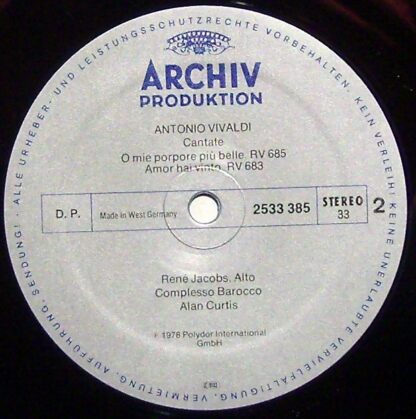 ALLE URHEBER- UND LEISTUNGSSCHUTZRECHTE VORBEHALTEN · KEIN VERLEIH! KEINE UNERLAUBTE VERVIELFÄLTIGUNG, VERMIETUNG, AUFFÜHRUNG, SENDUNG! ·
ARCHIV
PRODUKTION
ANTONIO VIVALDI
Cantate
O mie porpore più belle, RV 685
Amor hai vinto, RV 683
D. P.
Made in West Germany
2533 385
STEREO
33
2
René Jacobs, Alto
Complesso Barocco
Alan Curtis
℗ 1976 Polydor International
GmbH